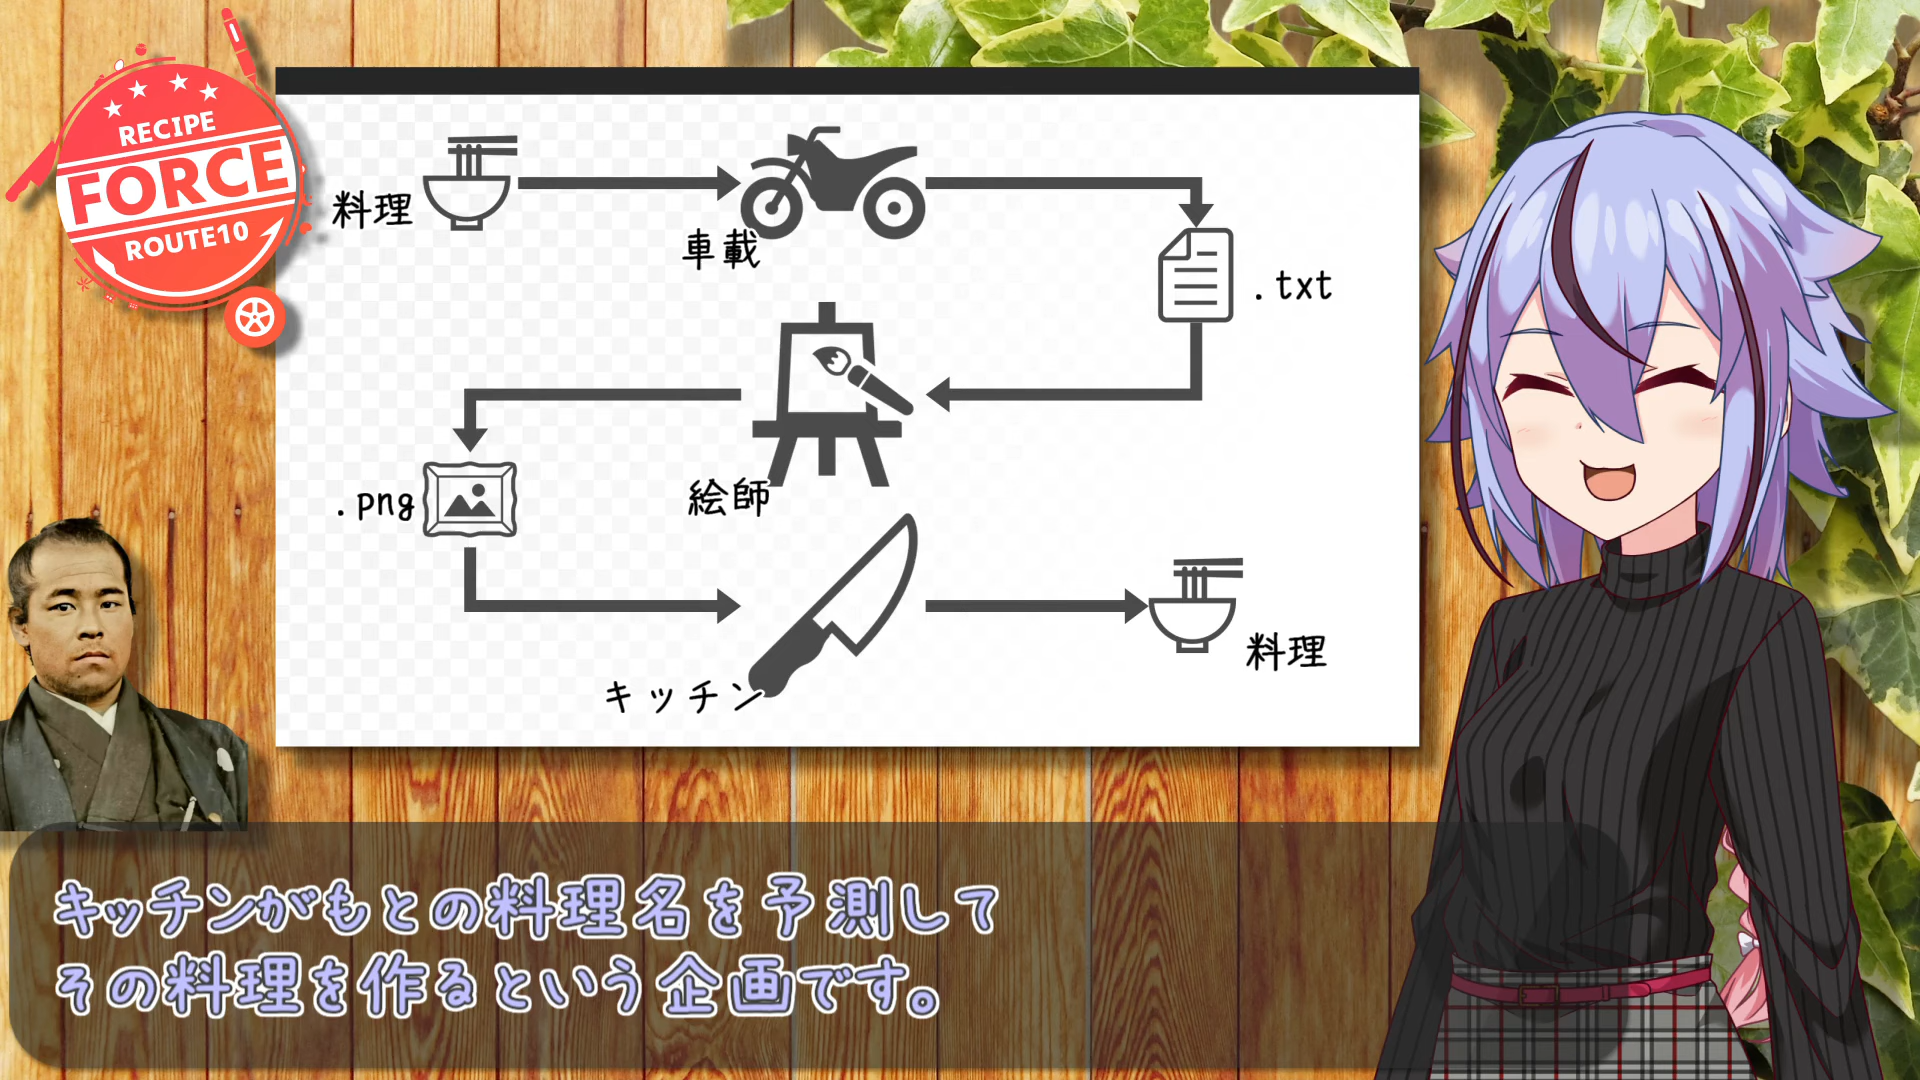 RECIPE
FORCE
ROUTE10
料理
車載
.txt
絵師
.png
キッチン
料理
キッチンがもとの料理名を予測して
その料理を作るという企画です。